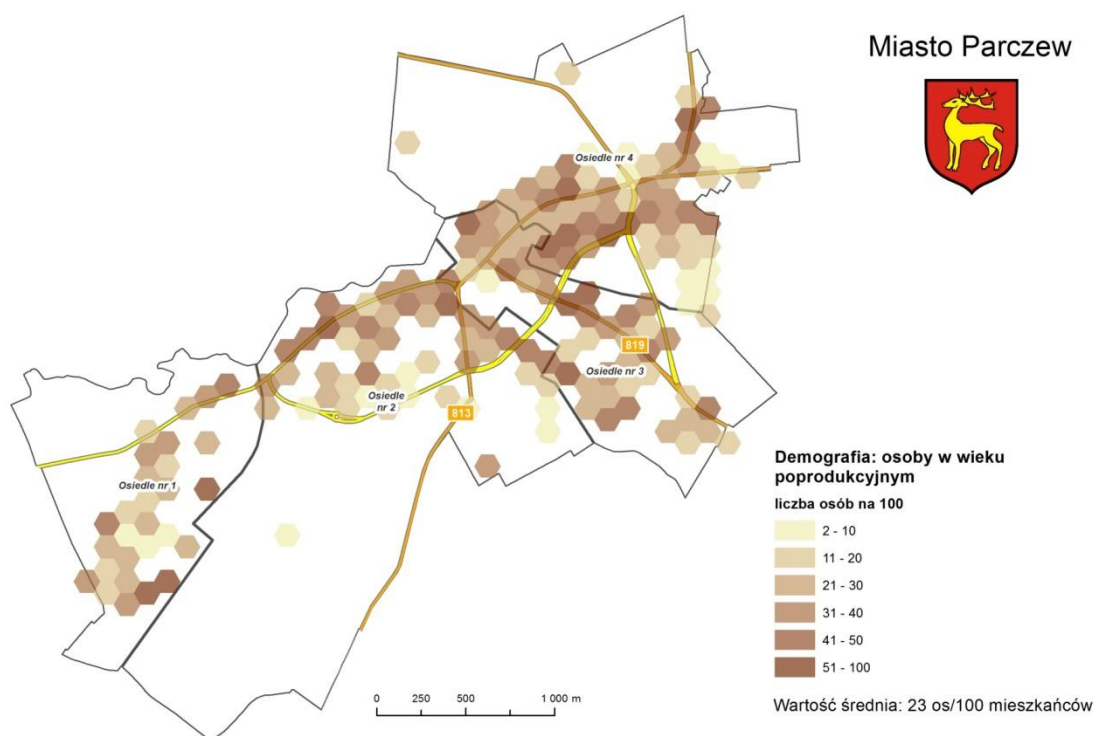 Miasto Parczew
Osiedle nr 4
819
Osiedle nr 3
Osiedle
nr 2
813
Osiedle nr 1
Demografia: osoby w wieku
poprodukcyjnym
liczba osób na 100
2 - 10
11 - 20
21 - 30
31 - 40
41 - 50
51 - 100
0 250 500 1 000 m
Wartość średnia: 23 os/100 mieszkańców